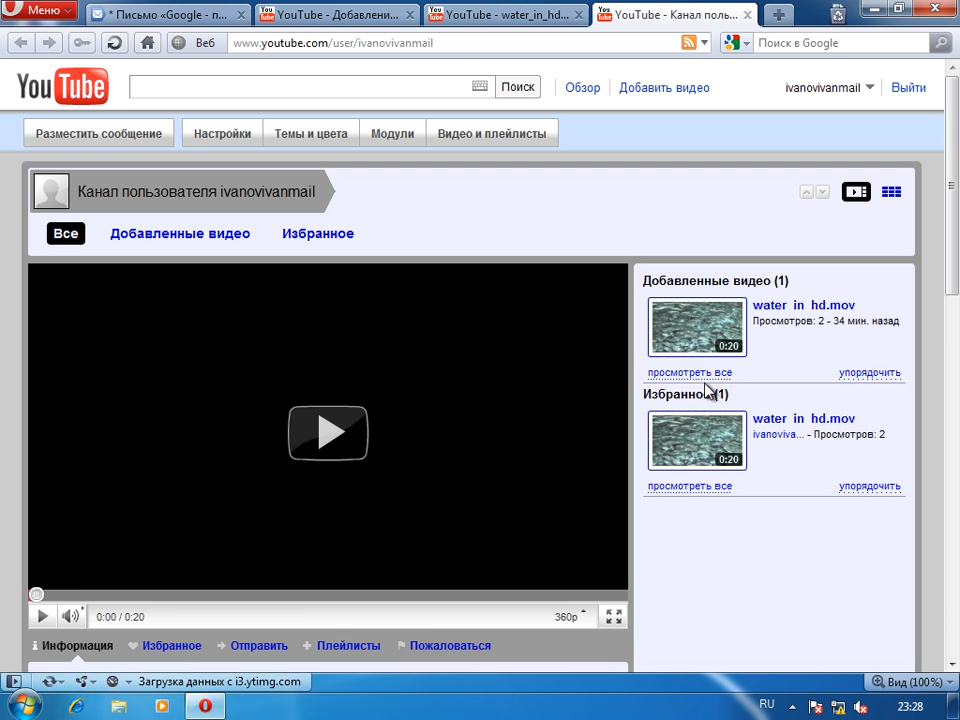 Меню
* Письмо «Google - п...
YouTube - Добавлени...
YouTube - water_in_hd...
YouTube - Канал поль...
Веб
www.youtube.com/user/ivanovivanmail
Поиск в Google
YouTube
Поиск
Обзор
Добавить видео
ivanovivanmail
Выйти
Разместить сообщение
Настройки
Темы и цвета
Модули
Видео и плейлисты
Канал пользователя ivanovivanmail
Все
Добавленные видео
Избранное
Добавленные видео (1)
water in hd.mov
Просмотров: 2 - 34 мин. назад
0:20
просмотреть все
упорядочить
Избранное (1)
water in hd.mov
ivanoviva... - Просмотров: 2
0:20
просмотреть все
упорядочить
0:00 / 0:20
360p
Информация
Избранное
Отправить
Плейлисты
Пожаловаться
Загрузка данных с i3.ytimg.com
Вид (100%)
RU
23:28